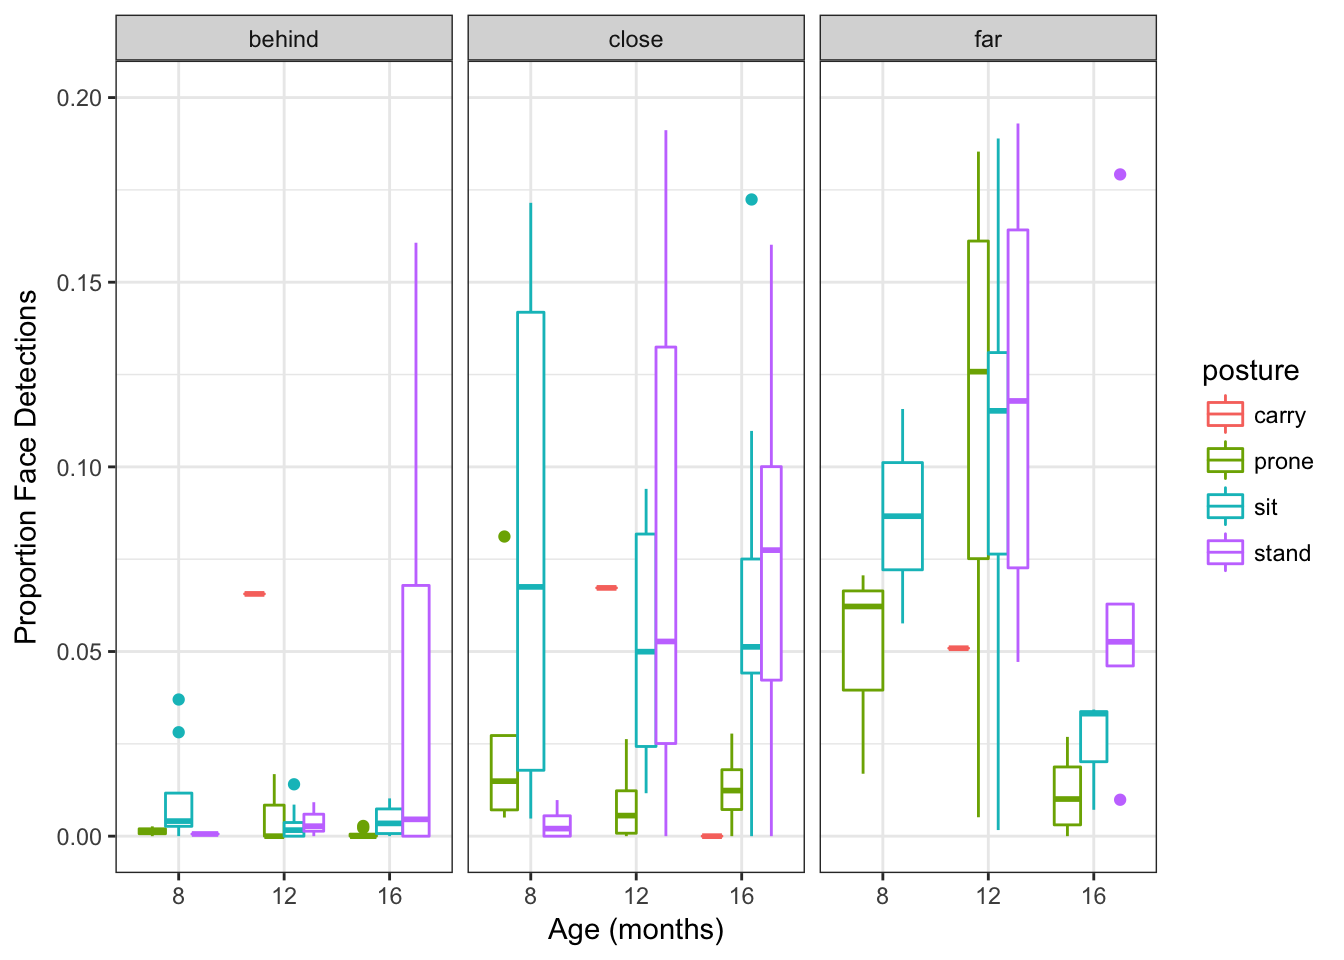 behind close far
0.20
0.15
0.10
0.05
0.00
Proportion Face Detections
8 12 16 8 12 16 8 12 16
Age (months)
posture
carry
prone
sit
stand